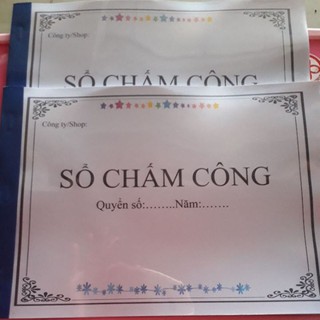 Công ty/Shop:
SỔ CHẤM CÔNG
Công ty/Shop:
SỔ CHẤM CÔNG
Quyển số:……..Năm:…….